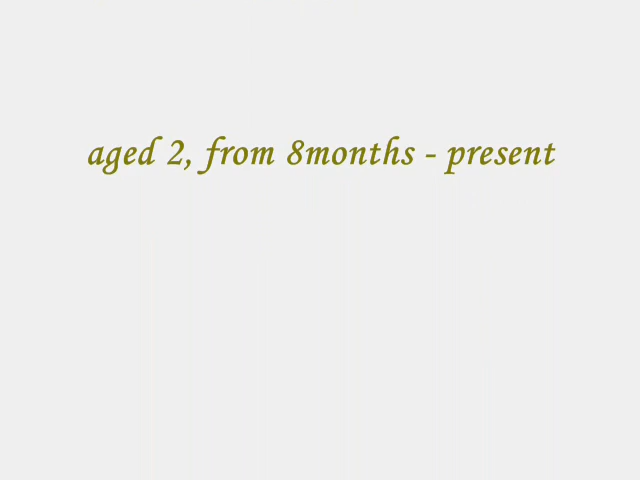 aged 2, from 8months - present